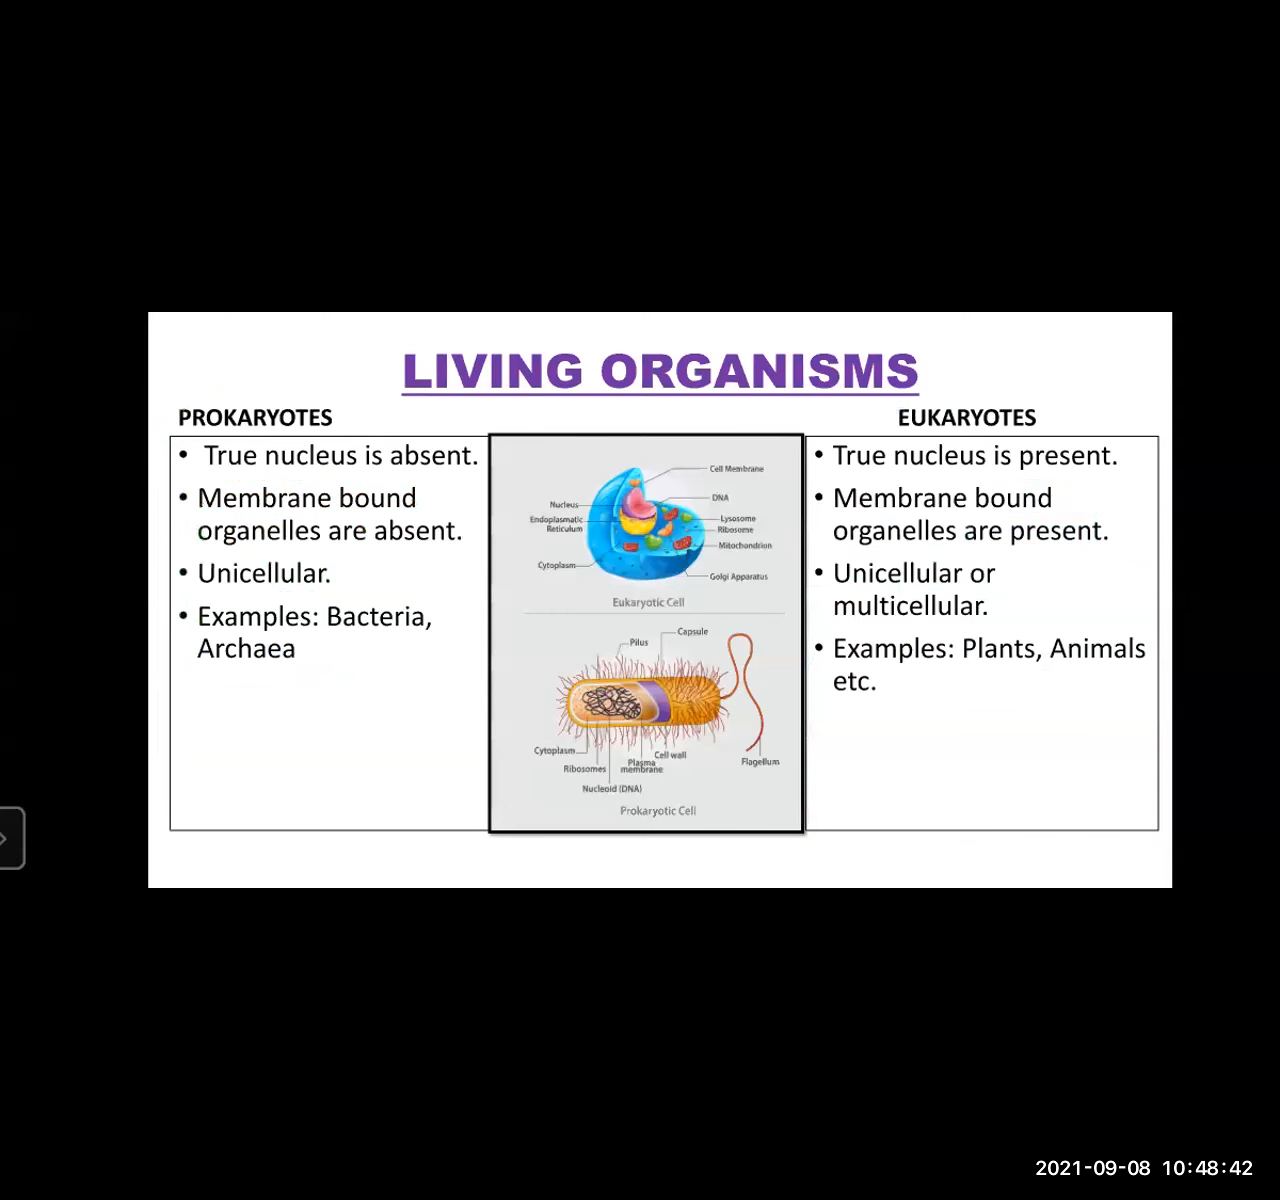 LIVING ORGANISMS
PROKARYOTES
• True nucleus is absent.
• Membrane bound
organelles are absent.
• Unicellular.
• Examples: Bacteria,
Archaea
Cell Membrane
DNA
Nucleus
Endoplasmatic
Reticulum
Lysosome
Ribosome
Mitochondrion
Cytoplasm
Golgi Apparatus
Eukaryotic Cell
Capsule
Pilus
Cytoplasm
Cell wall
Ribosomes
Plasma
membrane
Flagellum
Nucleoid (DNA)
Prokaryotic Cell
EUKARYOTES
• True nucleus is present.
• Membrane bound
organelles are present.
• Unicellular or
multicellular.
• Examples: Plants, Animals
etc.
2021-09-08 10:48:42